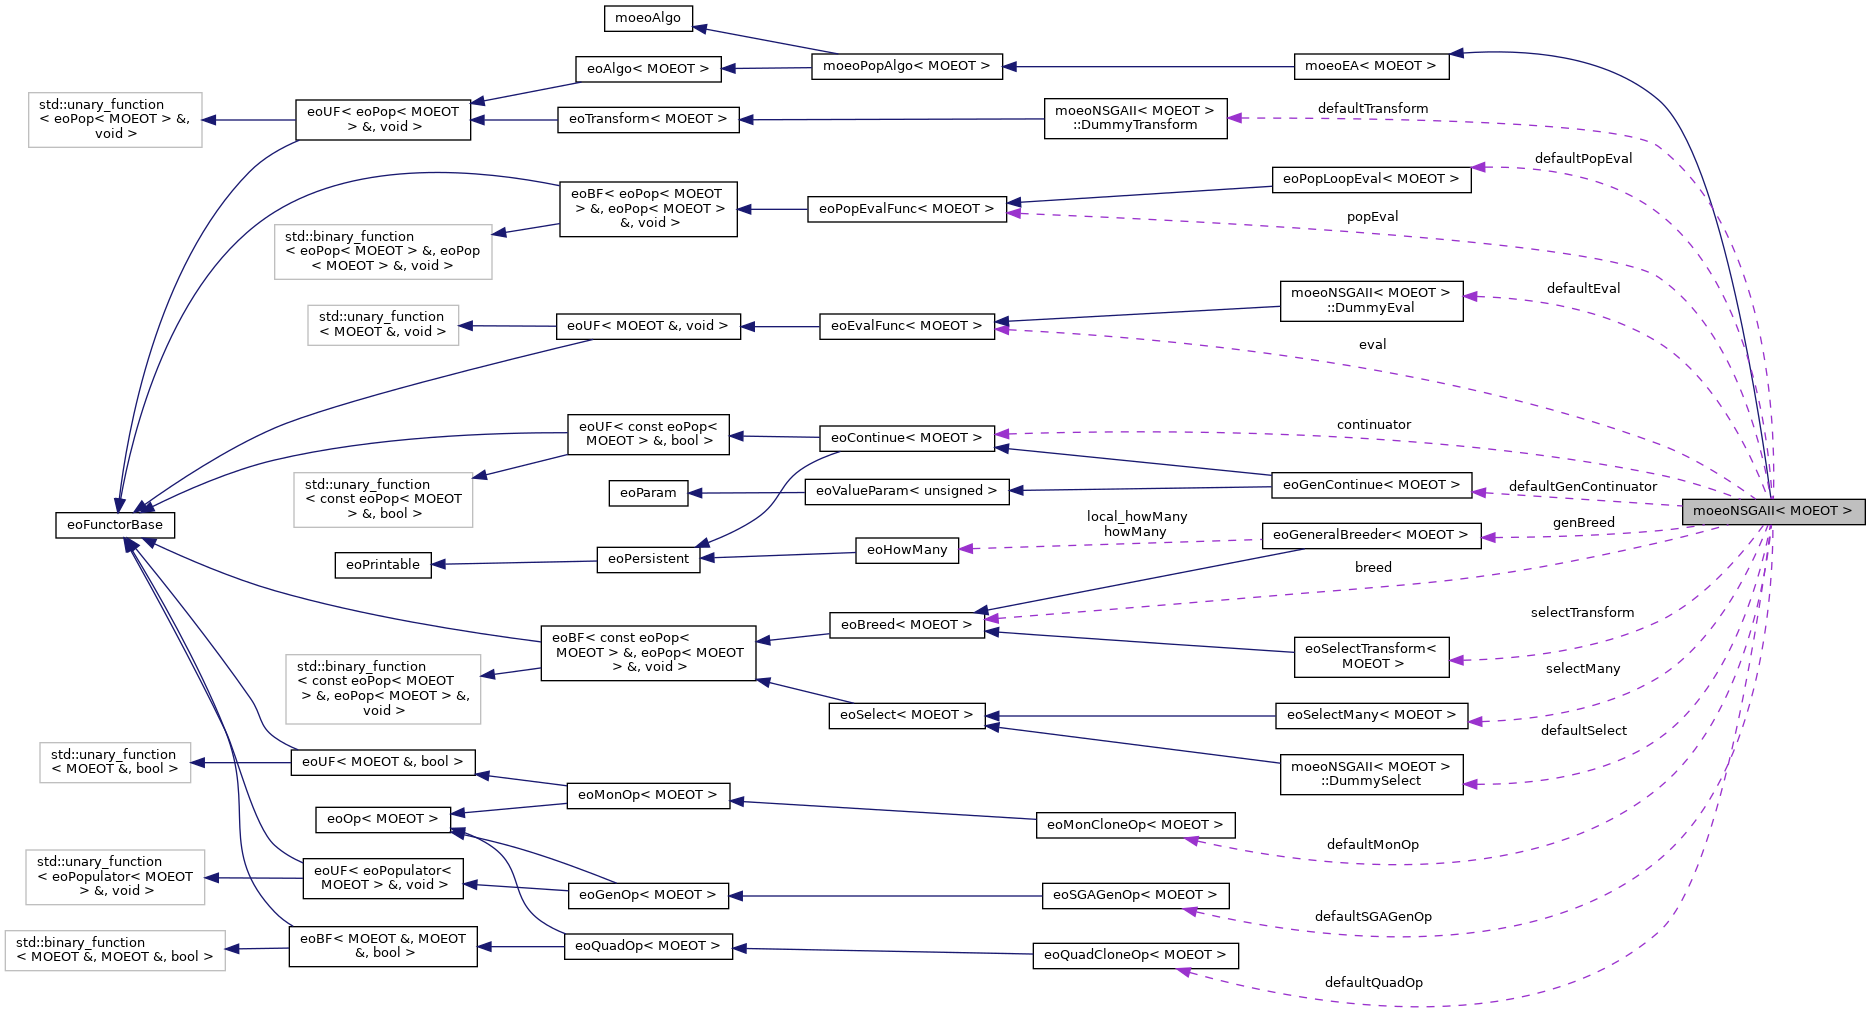 moeoAlgo
eoAlgo< MOEOT >
moeoPopAlgo< MOEOT >
moeoEA< MOEOT >
std::unary_function
< eoPop< MOEOT > &,
void >
eoUF< eoPop< MOEOT
> &, void >
eoTransform< MOEOT >
moeoNSGAII< MOEOT >
::DummyTransform
defaultTransform
eoBF< eoPop< MOEOT
> &, eoPop< MOEOT >
&, void >
eoPopEvalFunc< MOEOT >
eoPopLoopEval< MOEOT >
defaultPopEval
popEval
std::binary_function
< eoPop< MOEOT > &, eoPop
< MOEOT > &, void >
std::unary_function
< MOEOT &, void >
eoUF< MOEOT &, void >
eoEvalFunc< MOEOT >
moeoNSGAII< MOEOT >
::DummyEval
defaultEval
eval
eoUF< const eoPop<
MOEOT > &, bool >
eoContinue< MOEOT >
continuator
std::unary_function
< const eoPop< MOEOT
> &, bool >
eoParam
eoValueParam< unsigned >
eoGenContinue< MOEOT >
defaultGenContinuator
moeoNSGAII< MOEOT >
eoFunctorBase
eoPrintable
eoPersistent
eoHowMany
local_howMany
howMany
eoGeneralBreeder< MOEOT >
genBreed
breed
eoBF< const eoPop<
MOEOT > &, eoPop< MOEOT
> &, void >
eoBreed< MOEOT >
eoSelectTransform<
MOEOT >
selectTransform
std::binary_function
< const eoPop< MOEOT
> &, eoPop< MOEOT > &,
void >
eoSelect< MOEOT >
eoSelectMany< MOEOT >
selectMany
moeoNSGAII< MOEOT >
::DummySelect
defaultSelect
std::unary_function
< MOEOT &, bool >
eoUF< MOEOT &, bool >
eoMonOp< MOEOT >
eoOp< MOEOT >
eoMonCloneOp< MOEOT >
defaultMonOp
std::unary_function
< eoPopulator< MOEOT
> &, void >
eoUF< eoPopulator<
MOEOT > &, void >
eoGenOp< MOEOT >
eoSGAGenOp< MOEOT >
defaultSGAGenOp
std::binary_function
< MOEOT &, MOEOT &, bool >
eoBF< MOEOT &, MOEOT
&, bool >
eoQuadOp< MOEOT >
eoQuadCloneOp< MOEOT >
defaultQuadOp